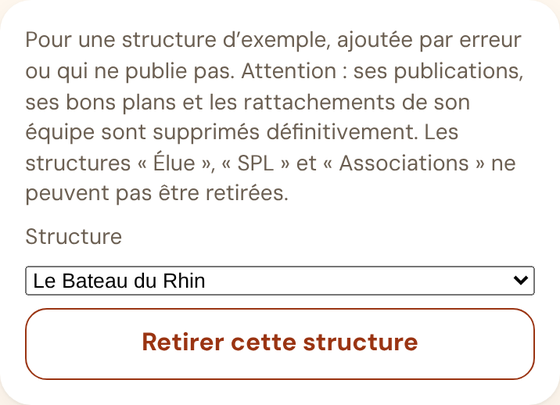 Pour une structure d’exemple, ajoutée par erreur
ou qui ne publie pas. Attention : ses publications,
ses bons plans et les rattachements de son
équipe sont supprimés définitivement. Les
structures « Élue », « SPL » et « Associations » ne
peuvent pas être retirées.
Structure
Le Bateau du Rhin
Retirer cette structure